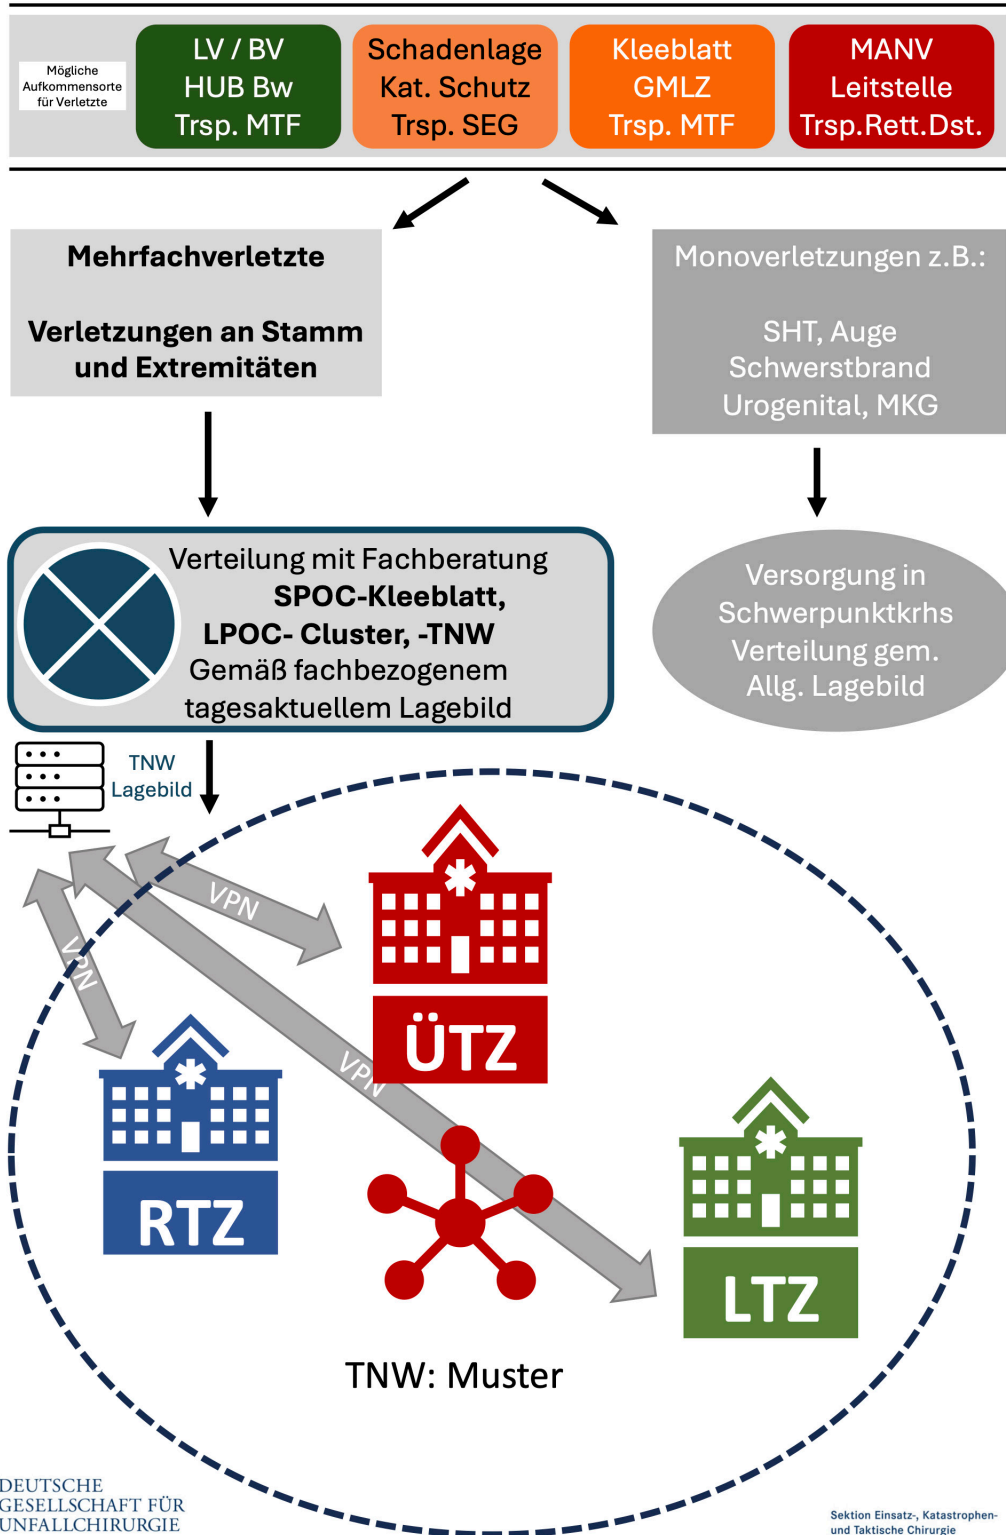 Mögliche
Aufkommensorte
für Verletzte
LV / BV
HUB Bw
Trsp. MTF
Schadenlage
Kat. Schutz
Trsp. SEG
Kleeblatt
GMLZ
Trsp. MTF
MANV
Leitstelle
Trsp.Rett.Dst.
Mehrfachverletzte
Verletzungen an Stamm
und Extremitäten
Monoverletzungen z.B.:
SHT, Auge
Schwerstbrand
Urogenital, MKG
Verteilung mit Fachberatung
SPOC-Kleeblatt,
LPOC- Cluster, -TNW
Gemäß fachbezogenem
tagesaktuellem Lagebild
Versorgung in
Schwerpunktkrhs
Verteilung gem.
Allg. Lagebild
TNW
Lagebild
VPN
VPN
VPN
ÜTZ
RTZ
LTZ
TNW: Muster
DEUTSCHE
GESELLSCHAFT FÜR
UNFALLCHIRURGIE
Sektion Einsatz-, Katastrophen-
und Taktische Chirurgie